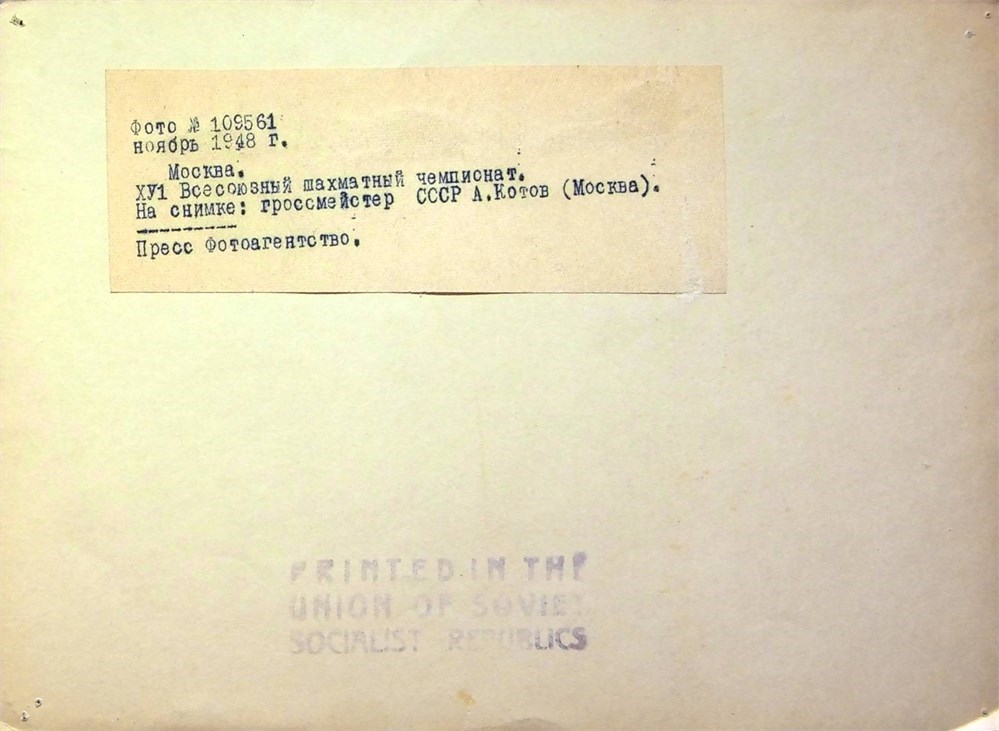 Фото № 109561
ноябрь 1948 г.
Москва.
ХУ1 Всесоюзный шахматный чемпионат.
На снимке: гроссмейстер СССР А.Котов (Москва).
----------
Пресс Фотоагентство.
PRINTED IN THE
UNION OF SOVIET
SOCIALIST REPUBLICS